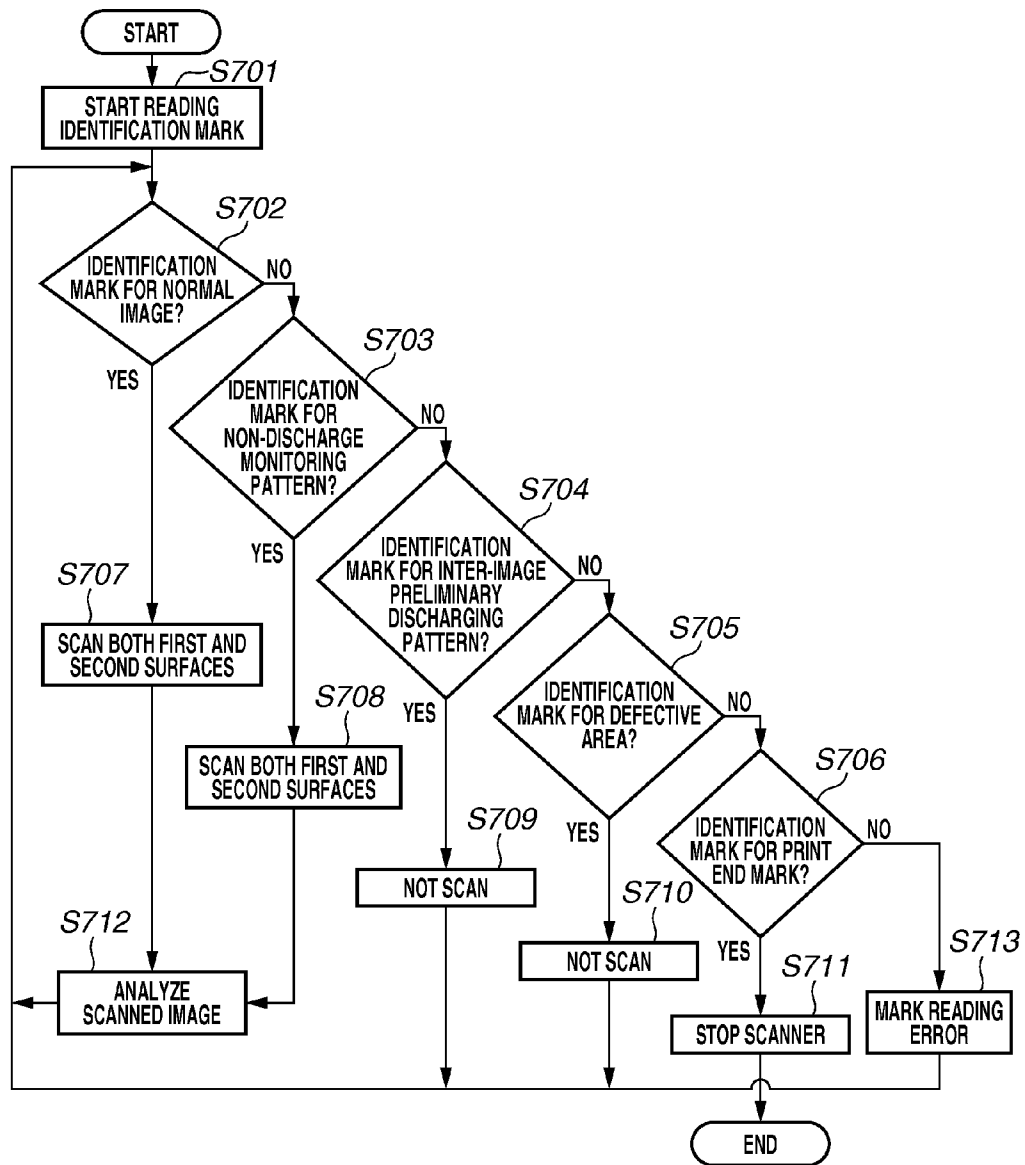 START
S701
START READING
IDENTIFICATION MARK
S702
IDENTIFICATION
MARK FOR NORMAL
IMAGE?
NO
YES
S703
IDENTIFICATION
MARK FOR
NON-DISCHARGE
MONITORING
PATTERN?
NO
YES
S704
IDENTIFICATION
MARK FOR INTER-IMAGE
PRELIMINARY
DISCHARGING
PATTERN?
NO
YES
S705
IDENTIFICATION
MARK FOR DEFECTIVE
AREA?
NO
YES
S706
IDENTIFICATION
MARK FOR PRINT
END MARK?
NO
YES
S707
SCAN BOTH FIRST AND
SECOND SURFACES
S708
SCAN BOTH FIRST AND
SECOND SURFACES
S709
NOT SCAN
S710
NOT SCAN
S711
STOP SCANNER
S712
ANALYZE
SCANNED IMAGE
S713
MARK READING
ERROR
END